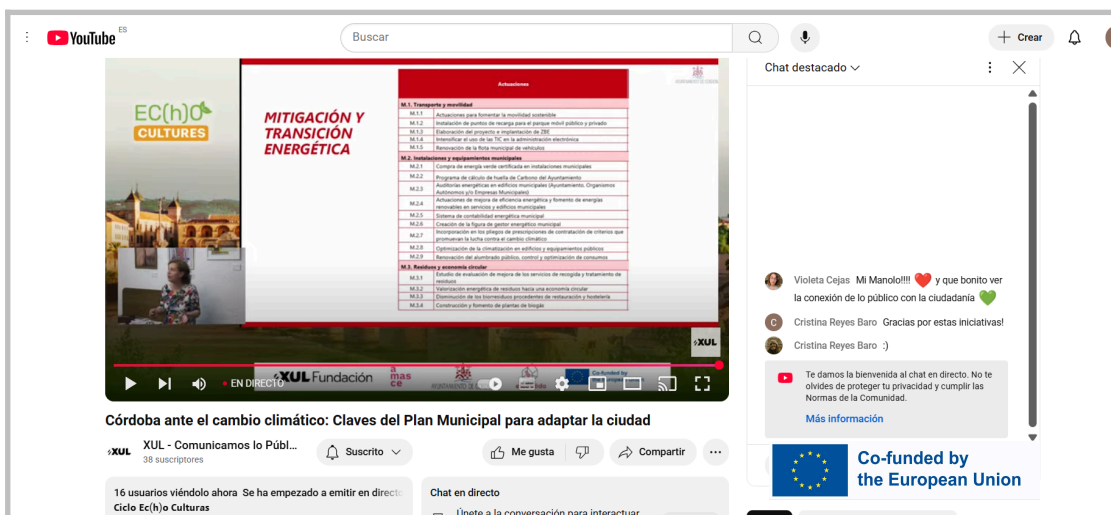 YouTube ES
Buscar
Crear
EC(h)O
CULTURES
MITIGACIÓN Y
TRANSICIÓN
ENERGÉTICA
Actuaciones
M.1. Transporte y movilidad
M.1.1 Actuaciones para fomentar la movilidad sostenible
M.1.2 Instalación de puntos de recarga para el parque móvil público y privado
M.1.3 Elaboración del proyecto e implantación de ZBE
M.1.4 Intensificar el uso de las TIC en la administración electrónica
M.1.5 Renovación de la flota municipal de vehículos
M.2. Instalaciones y equipamientos municipales
M.2.1 Compra de energía verde certificada en instalaciones municipales
M.2.2 Programa de cálculo de huella de Carbono del Ayuntamiento
M.2.3 Auditorías energéticas en edificios municipales (Ayuntamiento. Organismos
Autónomos y/o Empresas Municipales)
M.2.4 Actuaciones de mejora de eficiencia energética y fomento de energías
renovables en servicios y edificios municipales
M.2.5 Sistema de contabilidad energética municipal
M.2.6 Creación de la figura de gestor energético municipal
M.2.7 Incorporación en los pliegos de prescripciones de contratación de criterios que
promuevan la lucha contra el cambio climático
M.2.8 Optimización de la climatización en edificios y equipamientos públicos
M.2.9 Renovación del alumbrado público, control y optimización de consumos
M.3. Residuos y economía circular
M.3.1 Estudio de evaluación de mejora de los servicios de recogida y tratamiento de
residuos
M.3.2 Valorización energética de residuos hacia una economía circular
M.3.3 Disminución de los biorresiduos procedentes de restauración y hostelería
M.3.4 Construcción y fomento de plantas de biogás
XUL
EN DIRECTO
XUL Fundación
a
mas
ce
Co-funded by
Córdoba ante el cambio climático: Claves del Plan Municipal para adaptar la ciudad
XUL
XUL - Comunicamos lo Públ...
38 suscriptores
Suscrito
Me gusta
Compartir
16 usuarios viéndolo ahora Se ha empezado a emitir en directo
Ciclo Ec(h)o Culturas
Chat en directo
Únete a la conversación para interactuar
Chat destacado
Violeta Cejas Mi Manolo!!!! ❤️ y que bonito ver
la conexión de lo público con la ciudadanía 💚
C Cristina Reyes Baro Gracias por estas iniciativas!
Cristina Reyes Baro :)
Te damos la bienvenida al chat en directo. No te
olvides de proteger tu privacidad y cumplir las
Normas de la Comunidad.
Más información
Co-funded by
the European Union